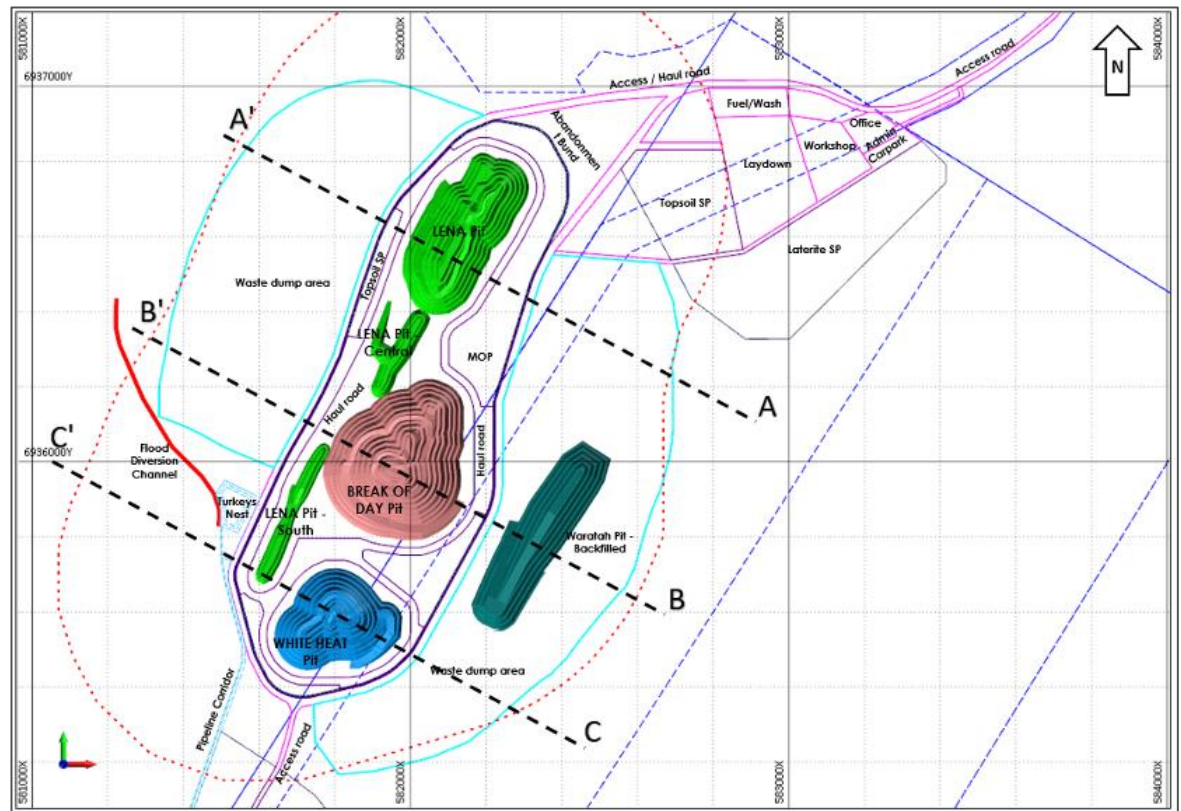 581000X
582000X
583000X
584000X
6937000Y
Access / Haul road
Access road
N
A'
Abandonmen
t Bund
Fuel/Wash
Office
Admin
Carpark
Workshop
Laydown
Topsoil SP
Laterite SP
LENA Pit
Waste dump area
Topsoil SP
B'
LENA Pit -
Central
MOP
A
Haul road
C'
6936000Y
Flood
Diversion
Channel
Haul road
BREAK OF
DAY Pit
Turkeys
Nest
LENA Pit -
South
Waratah Pit -
Backfilled
B
WHITE HEAT
Pit
Waste dump area
C
Pipeline Corridor
Access road
581000X
582000X
583000X
584000X